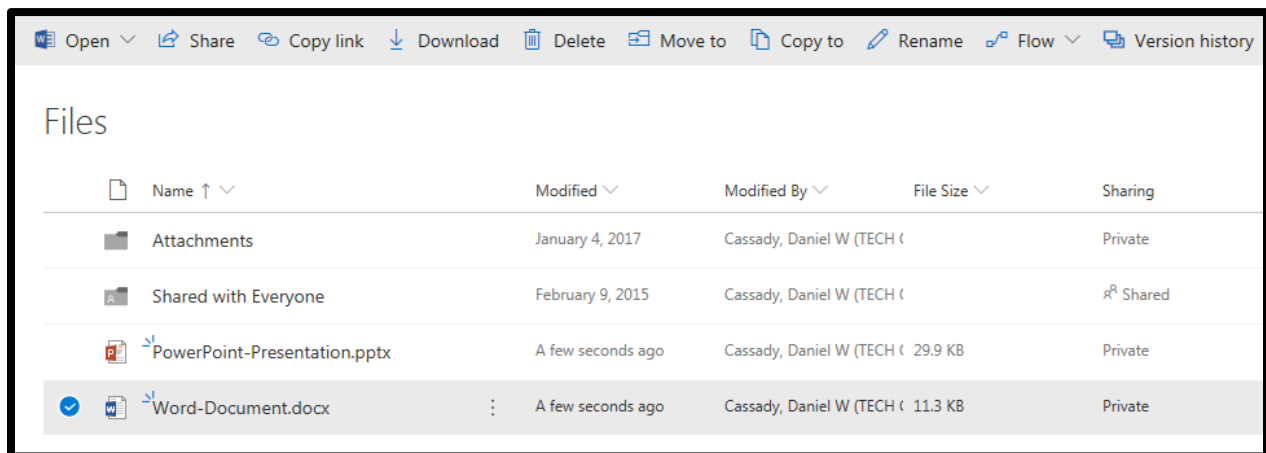 Open Share Copy link Download Delete Move to Copy to Rename Flow Version history
Files
Name ↑ Modified Modified By File Size Sharing
Attachments January 4, 2017 Cassady, Daniel W (TECH Private
Shared with Everyone February 9, 2015 Cassady, Daniel W (TECH Shared
PowerPoint-Presentation.pptx A few seconds ago Cassady, Daniel W (TECH 29.9 KB Private
Word-Document.docx A few seconds ago Cassady, Daniel W (TECH 11.3 KB Private